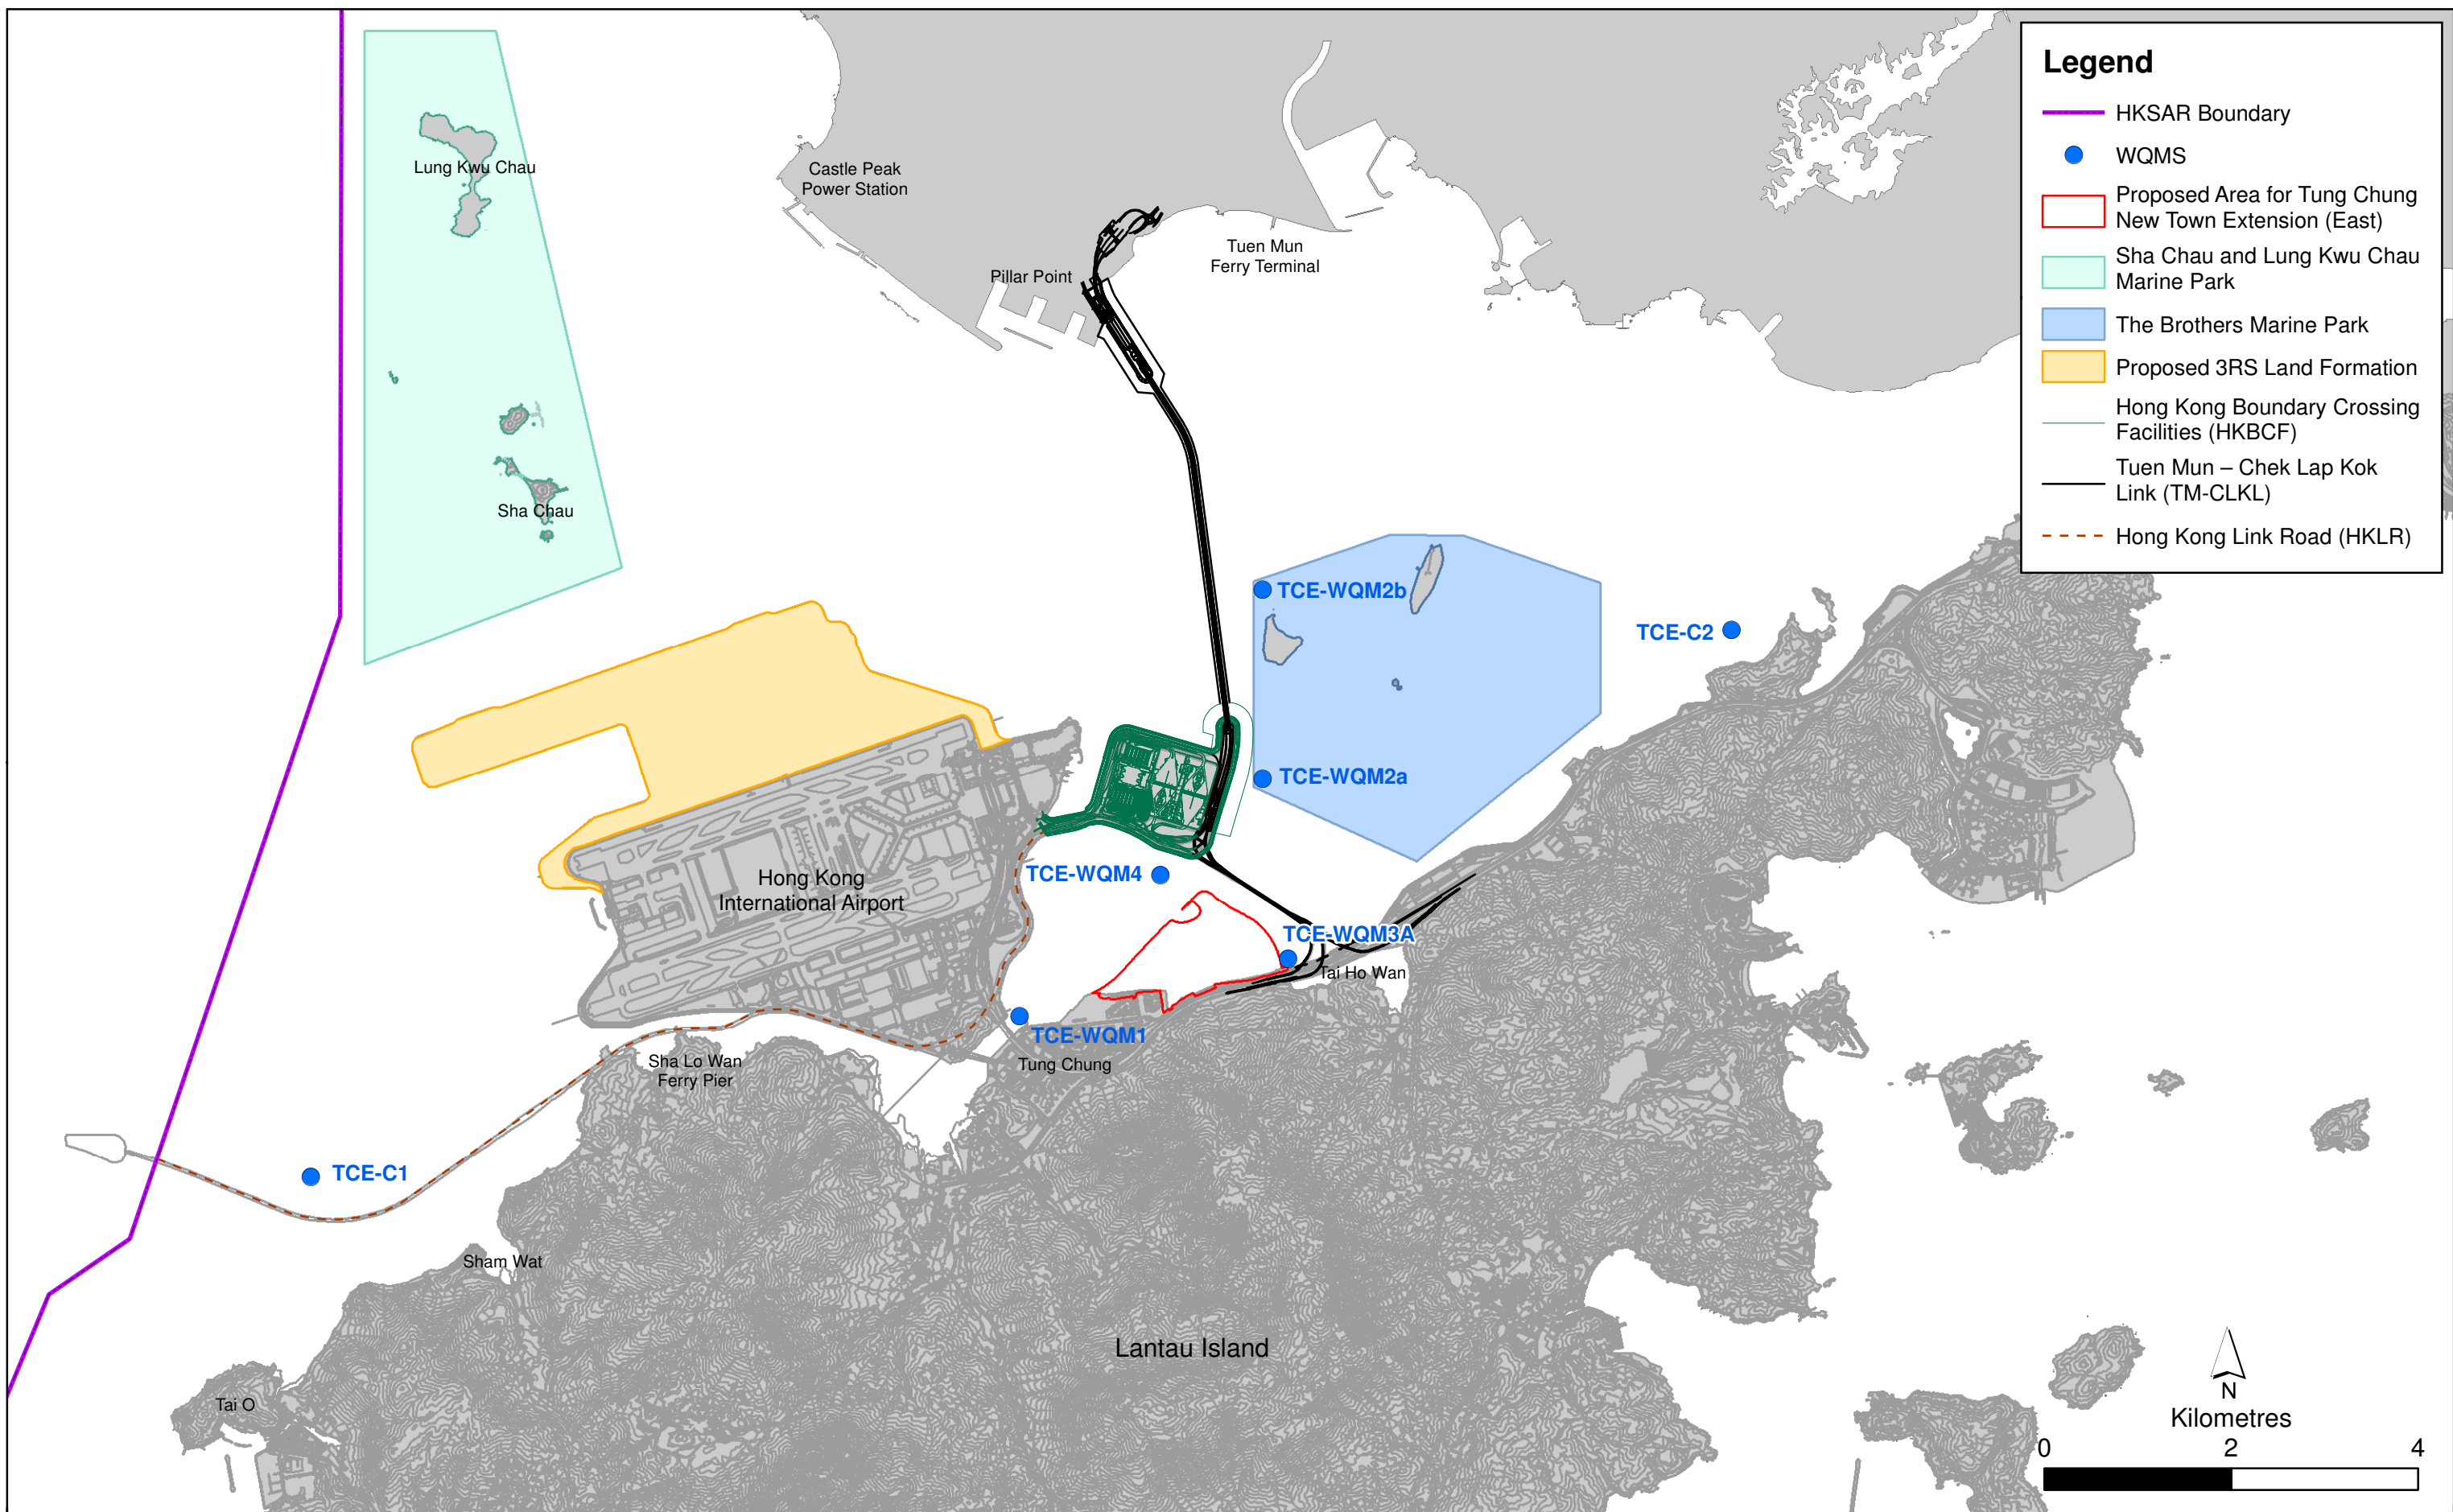 Legend
HKSAR Boundary
WQMS
Proposed Area for Tung Chung
New Town Extension (East)
Sha Chau and Lung Kwu Chau
Marine Park
The Brothers Marine Park
Proposed 3RS Land Formation
Hong Kong Boundary Crossing
Facilities (HKBCF)
Tuen Mun – Chek Lap Kok
Link (TM-CLKL)
Hong Kong Link Road (HKLR)
Lung Kwu Chau
Castle Peak
Power Station
Tuen Mun
Ferry Terminal
Pillar Point
Sha Chau
TCE-WQM2b
TCE-C2
TCE-WQM2a
TCE-WQM4
Hong Kong
International Airport
TCE-WQM3A
Tai Ho Wan
TCE-WQM1
Tung Chung
Sha Lo Wan
Ferry Pier
TCE-C1
Sham Wat
Lantau Island
Tai O
N
Kilometres
0 2 4